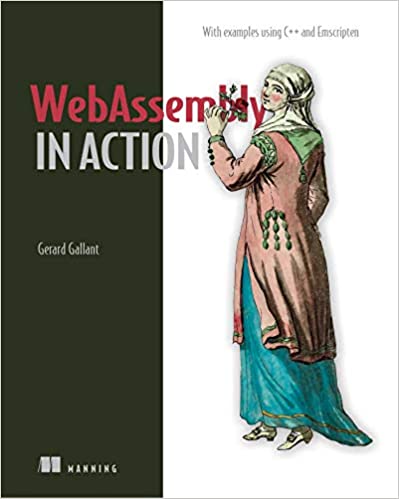 With examples using C++ and Emscripten
WebAssembly
IN ACTION
Gerard Gallant
MANNING